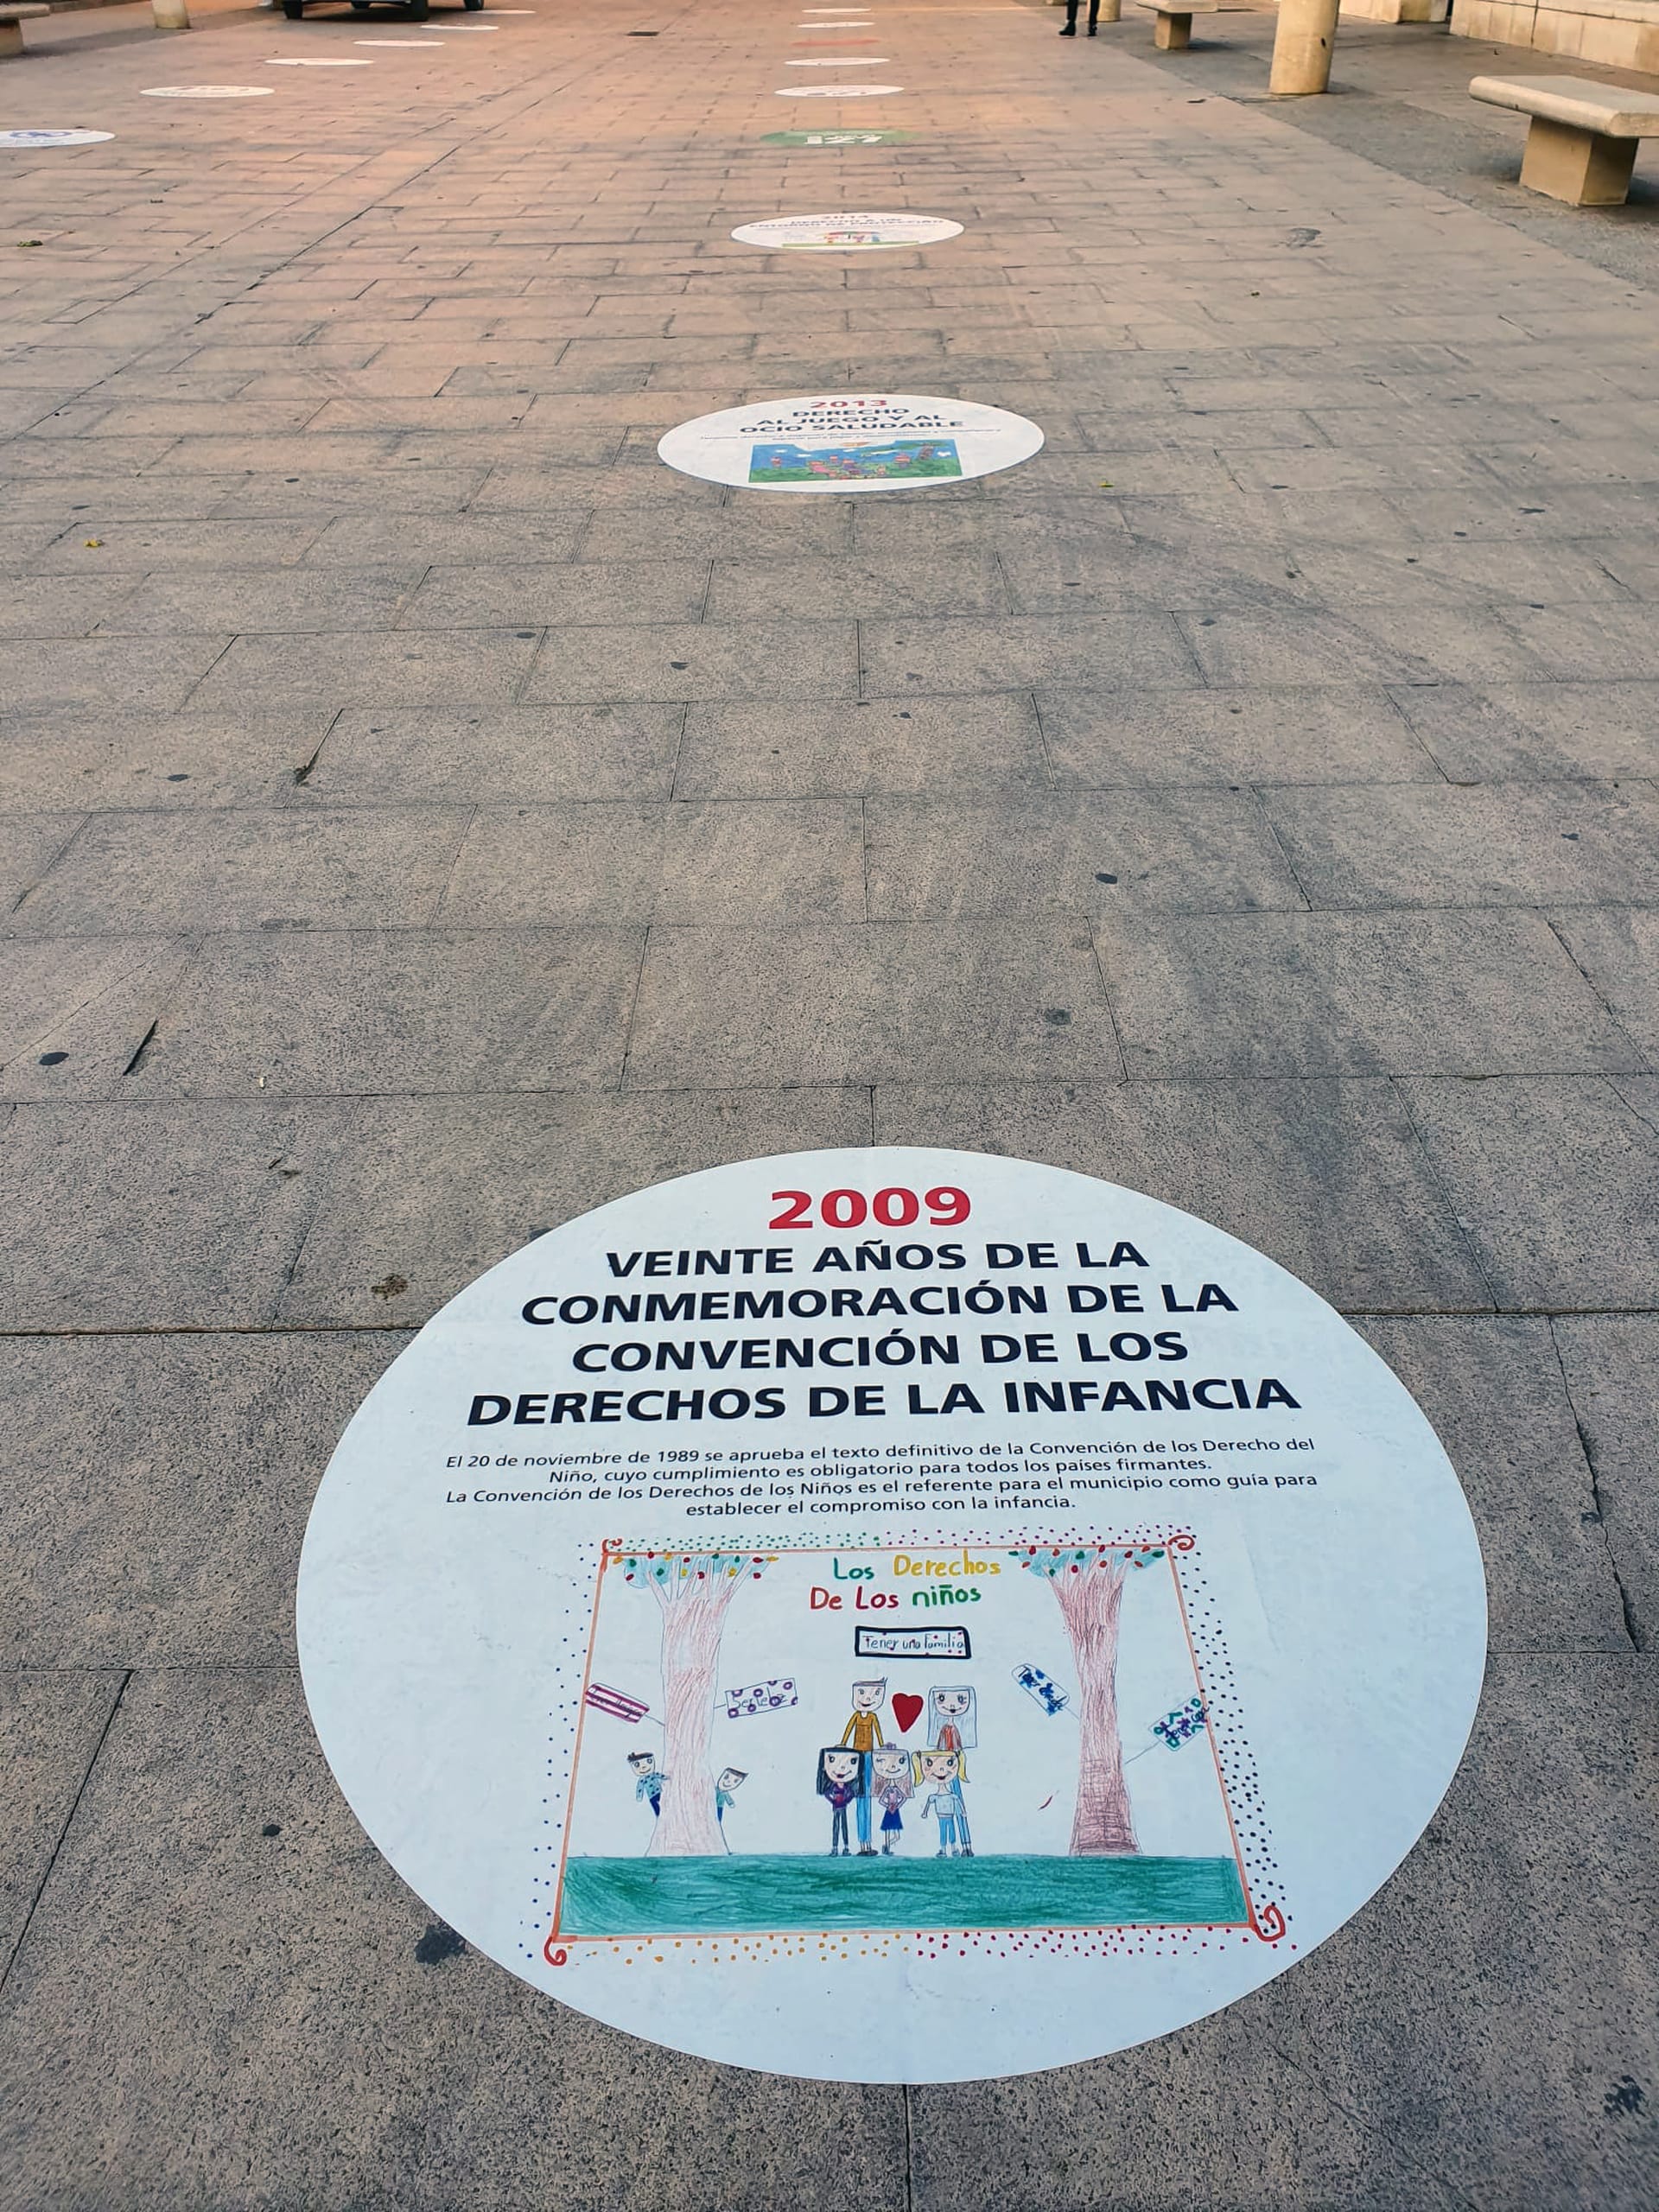 2014
2013
DERECHO
AL JUEGO Y AL
OCIO SALUDABLE
2009
VEINTE AÑOS DE LA
CONMEMORACIÓN DE LA
CONVENCIÓN DE LOS
DERECHOS DE LA INFANCIA
El 20 de noviembre de 1989 se aprueba el texto definitivo de la Convención de los Derecho del
Niño, cuyo cumplimiento es obligatorio para todos los países firmantes.
La Convención de los Derechos de los Niños es el referente para el municipio como guía para
establecer el compromiso con la infancia.
Los Derechos
De Los niños
Tener una familia